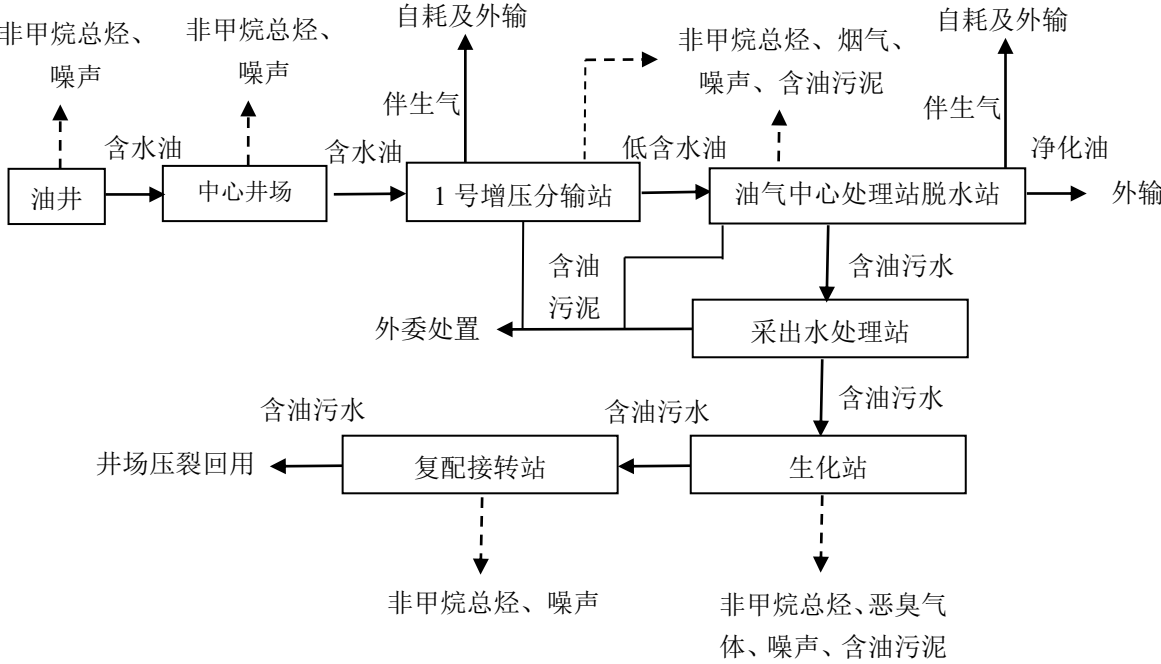 自耗及外输
自耗及外输
非甲烷总烃、
噪声
非甲烷总烃、
噪声
非甲烷总烃、烟气、
噪声、含油污泥
伴生气
伴生气
含水油
含水油
低含水油
净化油
油井
中心井场
1号增压分输站
油气中心处理站脱水站
外输
含油
污泥
含油污水
外委处置
采出水处理站
含油污水
含油污水
含油污水
井场压裂回用
复配接转站
生化站
非甲烷总烃、噪声
非甲烷总烃、恶臭气
体、噪声、含油污泥